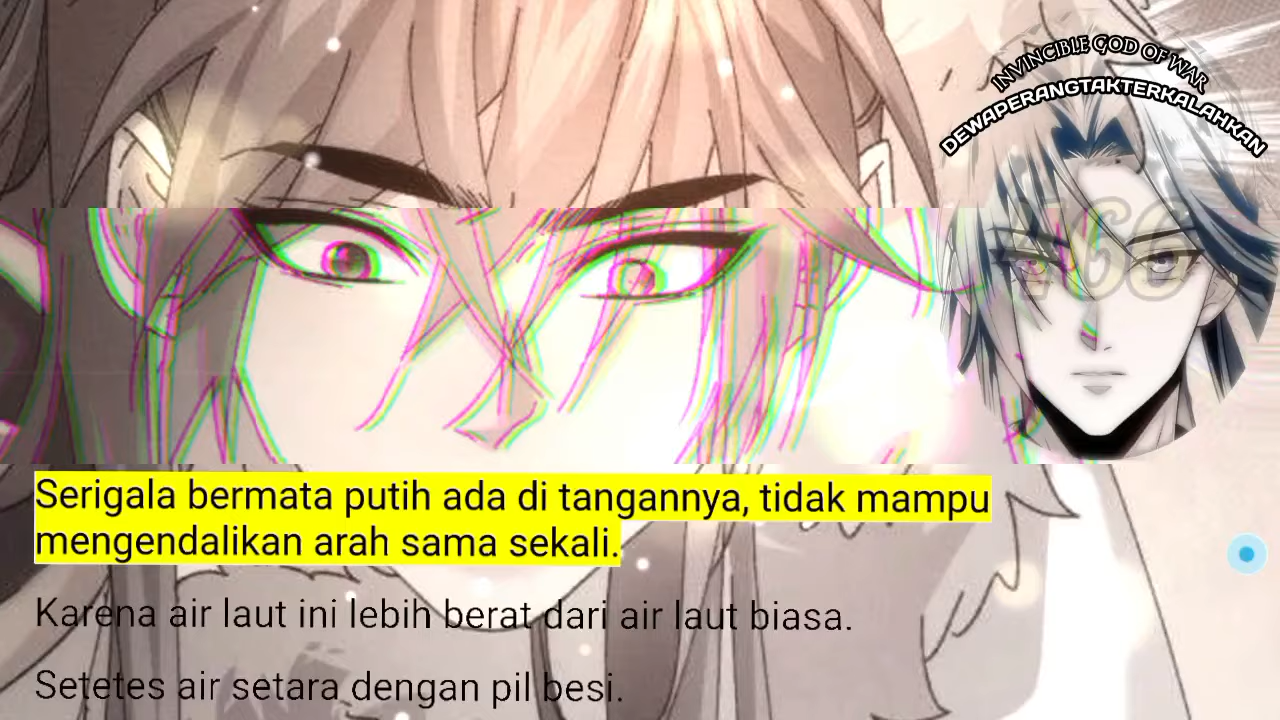 INVINCIBLE GOD OF WAR
DEWAPERANGTAKTERKALAHKAN
Serigala bermata putih ada di tangannya, tidak mampu
mengendalikan arah sama sekali.
Karena air laut ini lebih berat dari air laut biasa.
Setetes air setara dengan pil besi.